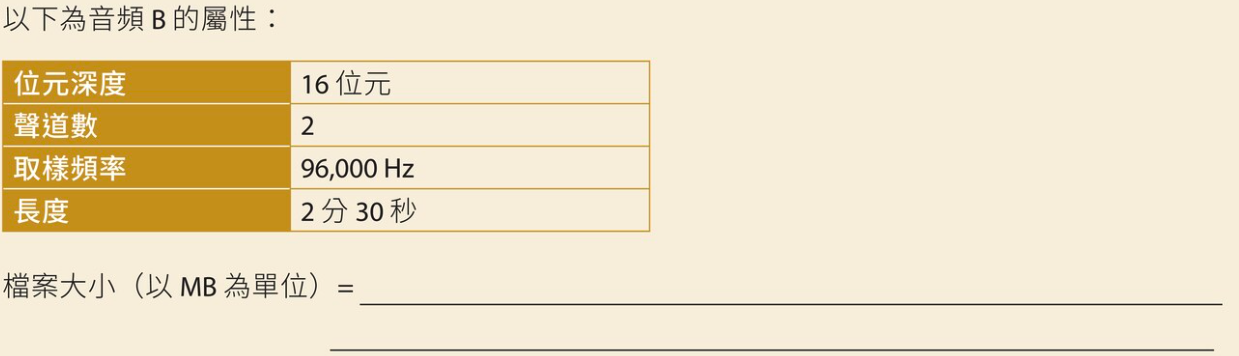 以下為音頻 B 的屬性：
位元深度 16 位元
聲道數 2
取樣頻率 96,000 Hz
長度 2 分 30 秒
檔案大小（以 MB 為單位）=